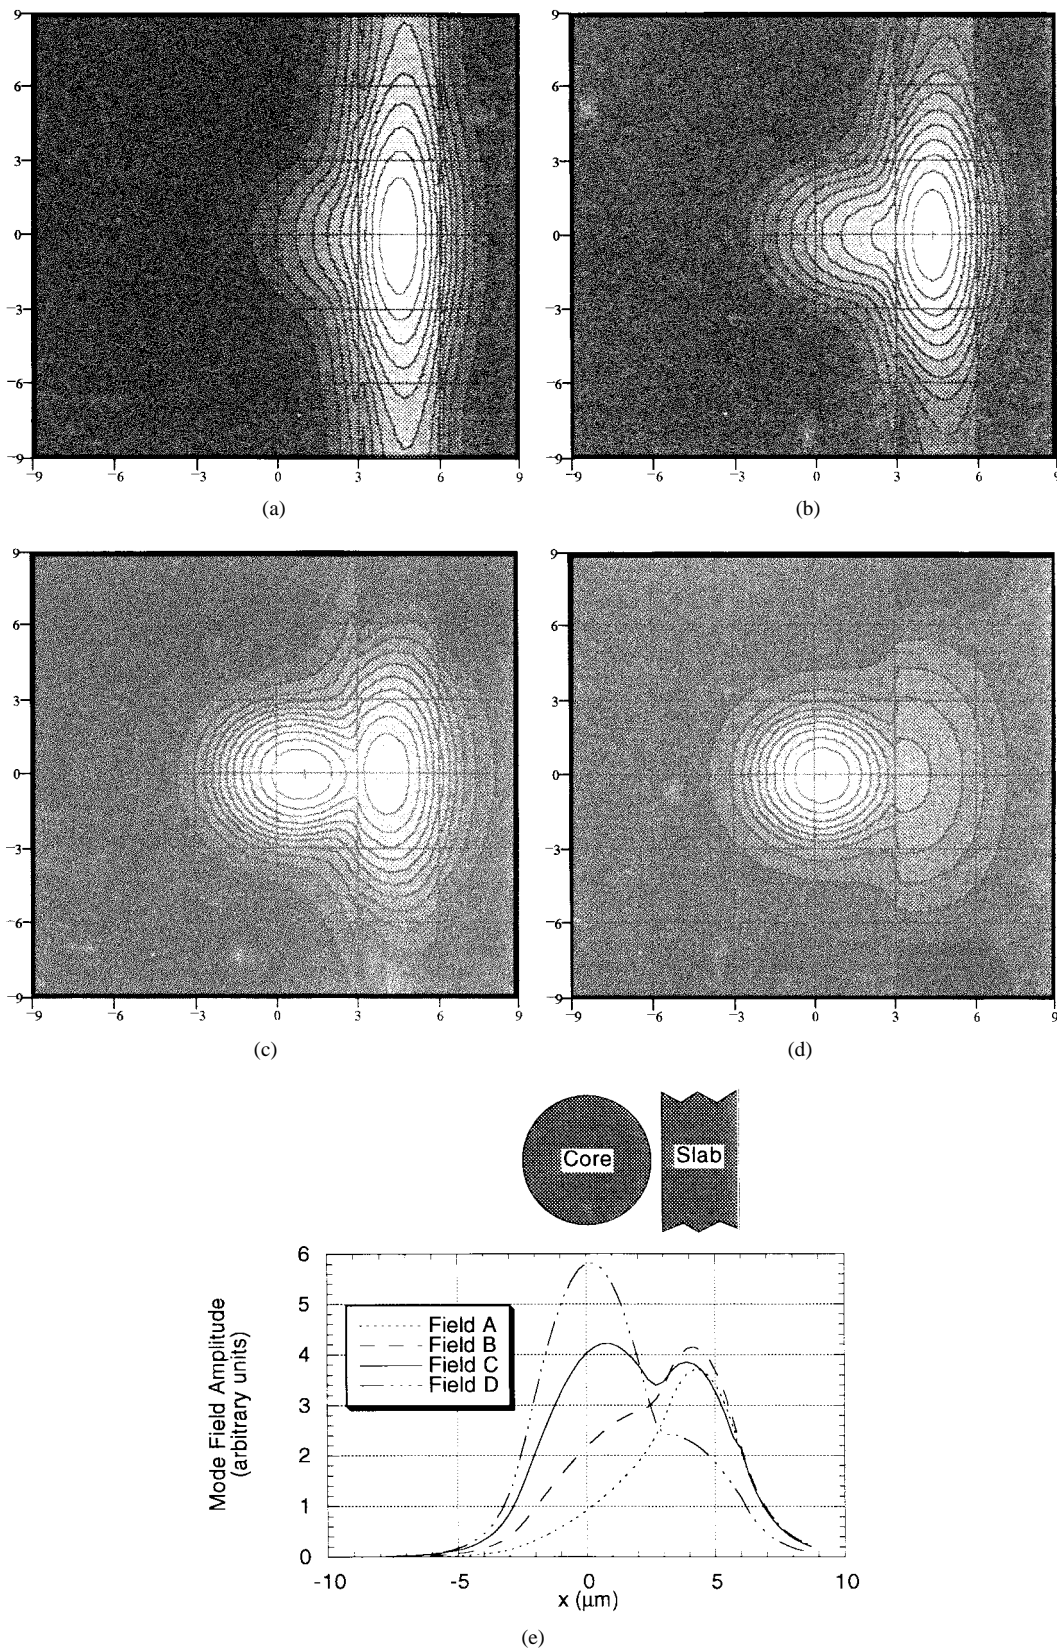 9
6
3
0
−3
−6
−9
−9 −6 −3 0 3 6 9
(a)
9
6
3
0
−3
−6
−9
−9 −6 −3 0 3 6 9
(b)
9
6
3
0
−3
−6
−9
−9 −6 −3 0 3 6 9
(c)
9
6
3
0
−3
−6
−9
−9 −6 −3 0 3 6 9
(d)
Core
Slab
Mode Field Amplitude
(arbitrary units)
6
5
4
3
2
1
0
Field A
Field B
Field C
Field D
-10 -5 0 5 10
x (μm)
(e)